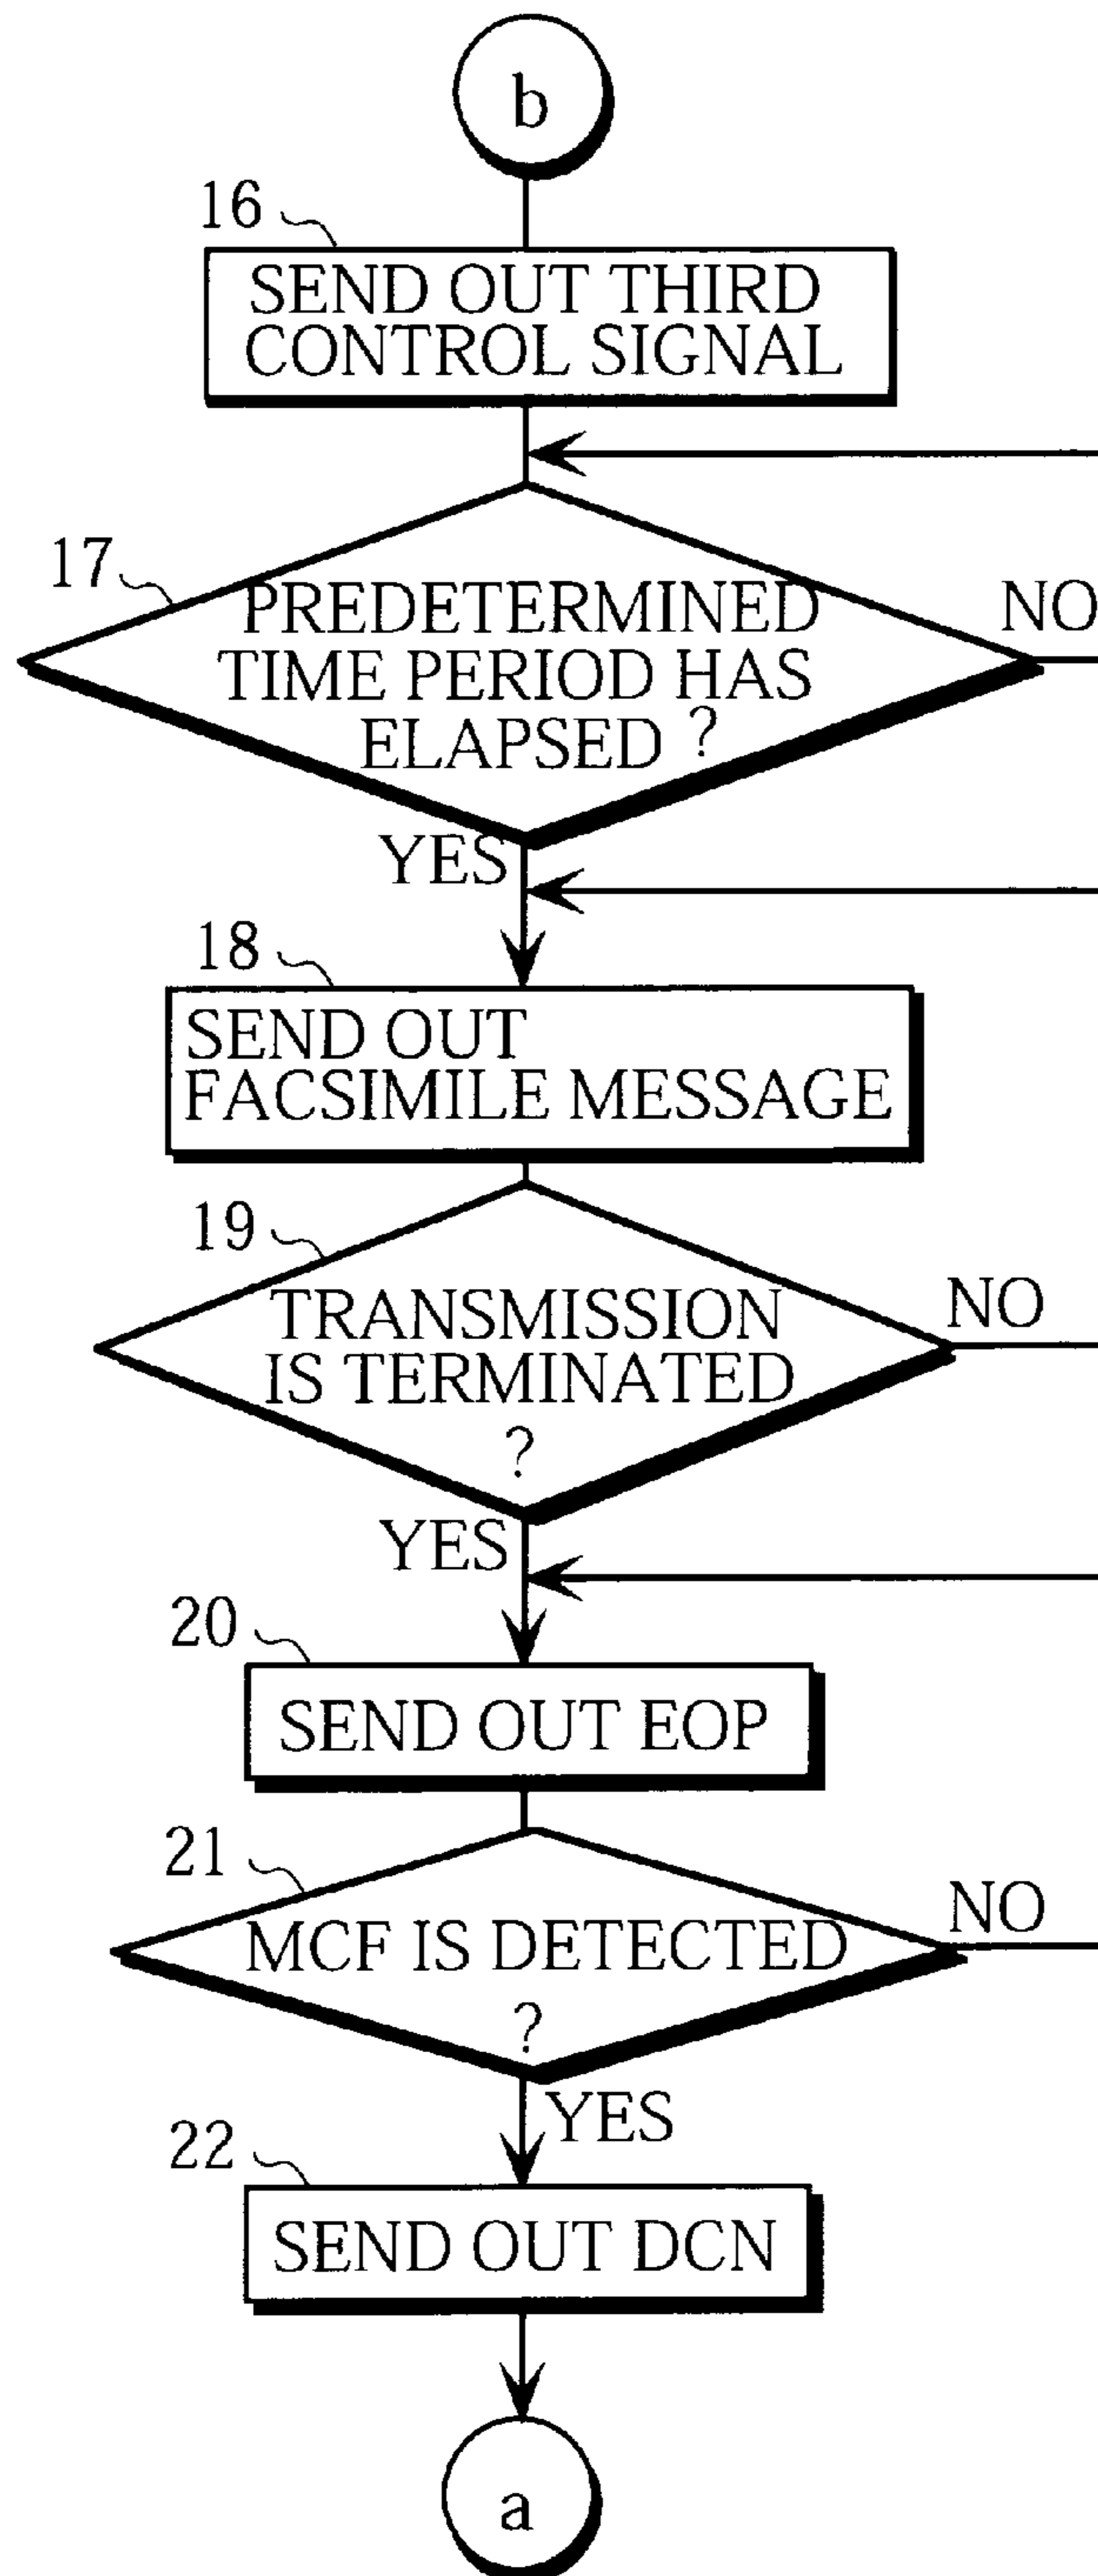 b
16
SEND OUT THIRD
CONTROL SIGNAL
17
PREDETERMINED
TIME PERIOD HAS
ELAPSED ?
NO
YES
18
SEND OUT
FACSIMILE MESSAGE
19
TRANSMISSION
IS TERMINATED
?
NO
YES
20
SEND OUT EOP
21
MCF IS DETECTED
?
NO
YES
22
SEND OUT DCN
a